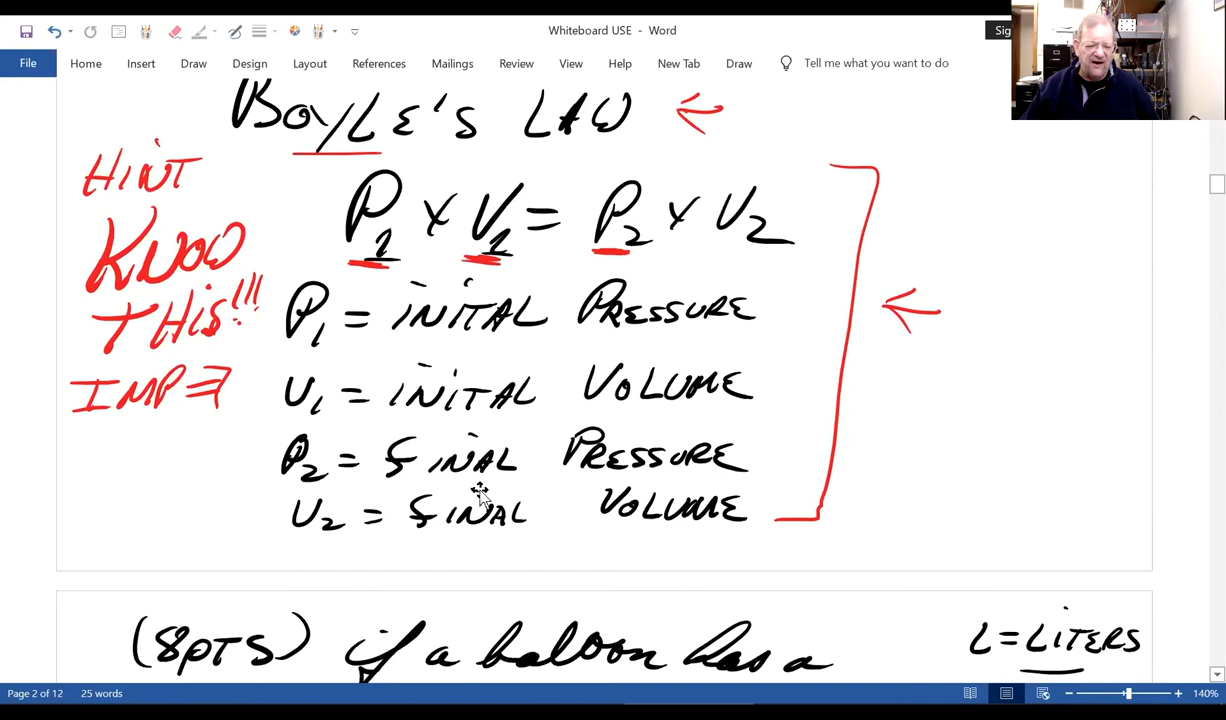 Whiteboard USE - Word
Sig
File Home Insert Draw Design Layout References Mailings Review View Help New Tab Draw Tell me what you want to do
BOYLE'S LAW ←
HINT
KNOW
THIS!!!
IMP ⇒
P1 x V1 = P2 x V2
P1 = INITAL PRESSURE
V1 = INITAL VOLUME
P2 = FINAL PRESSURE
V2 = FINAL VOLUME
←
(8pTS) if a baloon has a
L = LITERS
Page 2 of 12 25 words
140%